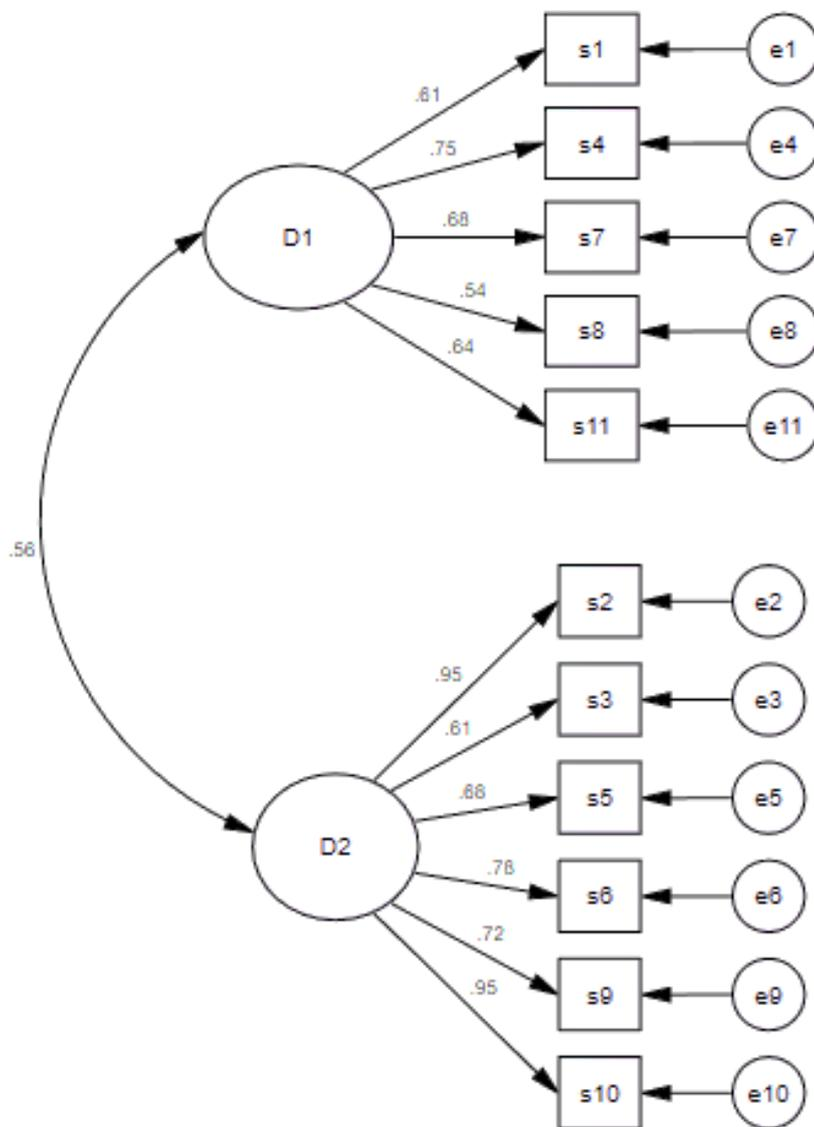 s1
e1
.61
s4
e4
.75
D1
.68
s7
e7
.54
s8
e8
.64
s11
e11
.56
s2
e2
.95
s3
e3
.61
s5
e5
.68
D2
.78
s6
e6
.72
s9
e9
.95
s10
e10